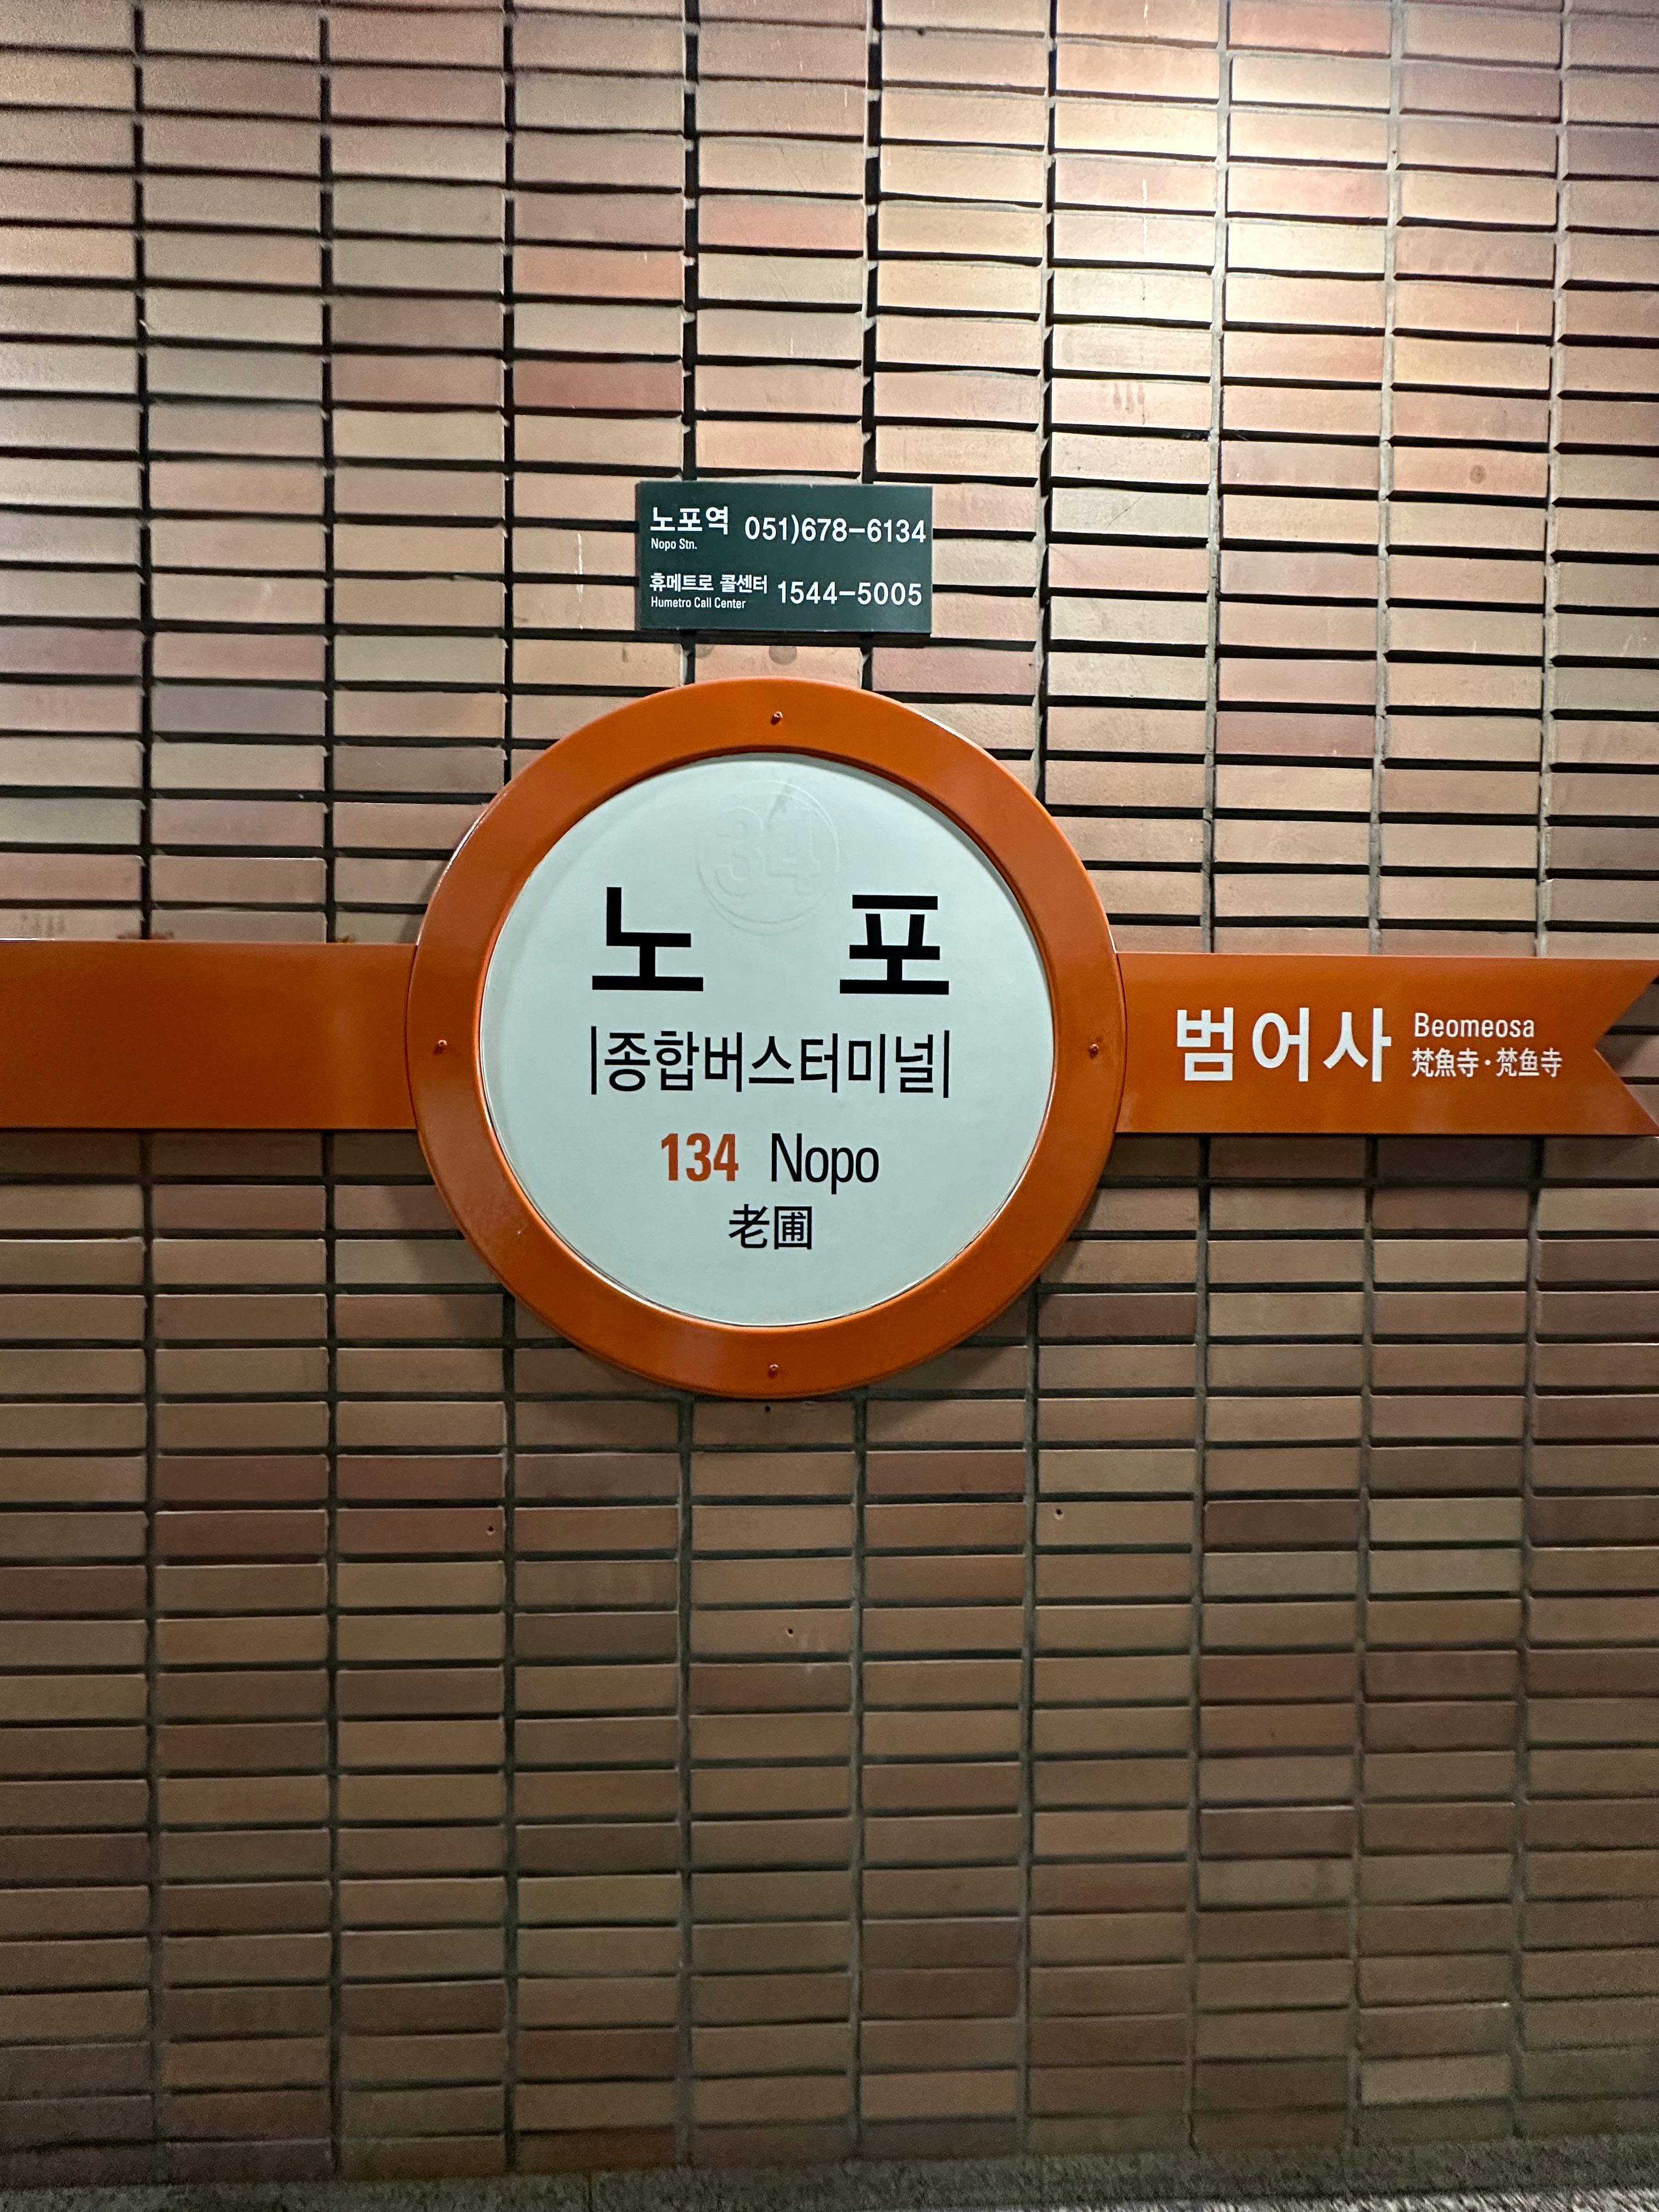 노포역 051)678-6134
Nopo Stn.
휴메트로 콜센터 1544-5005
Humetro Call Center
34
노 포
|종합버스터미널|
134 Nopo
老圃
범어사 Beomeosa
梵魚寺·梵鱼寺